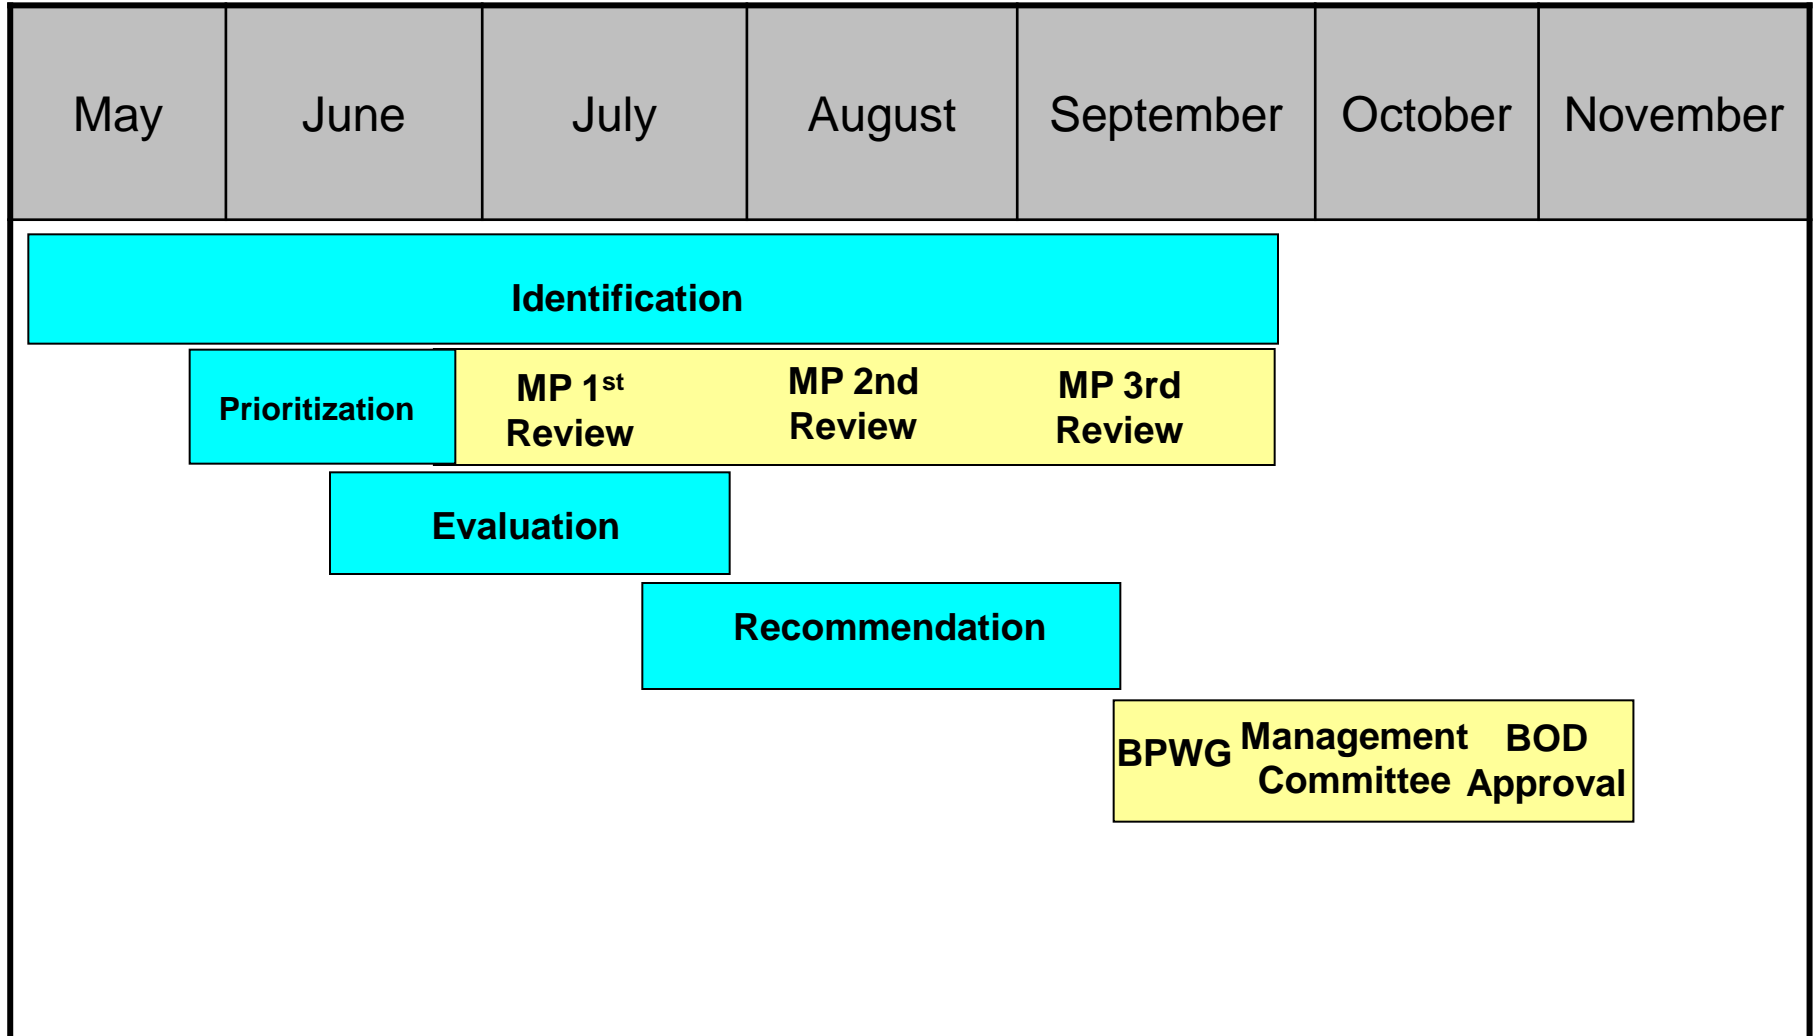 May June July August September October November
Identification
Prioritization
MP 1st
Review
MP 2nd
Review
MP 3rd
Review
Evaluation
Recommendation
BPWG
Management
Committee
BOD
Approval